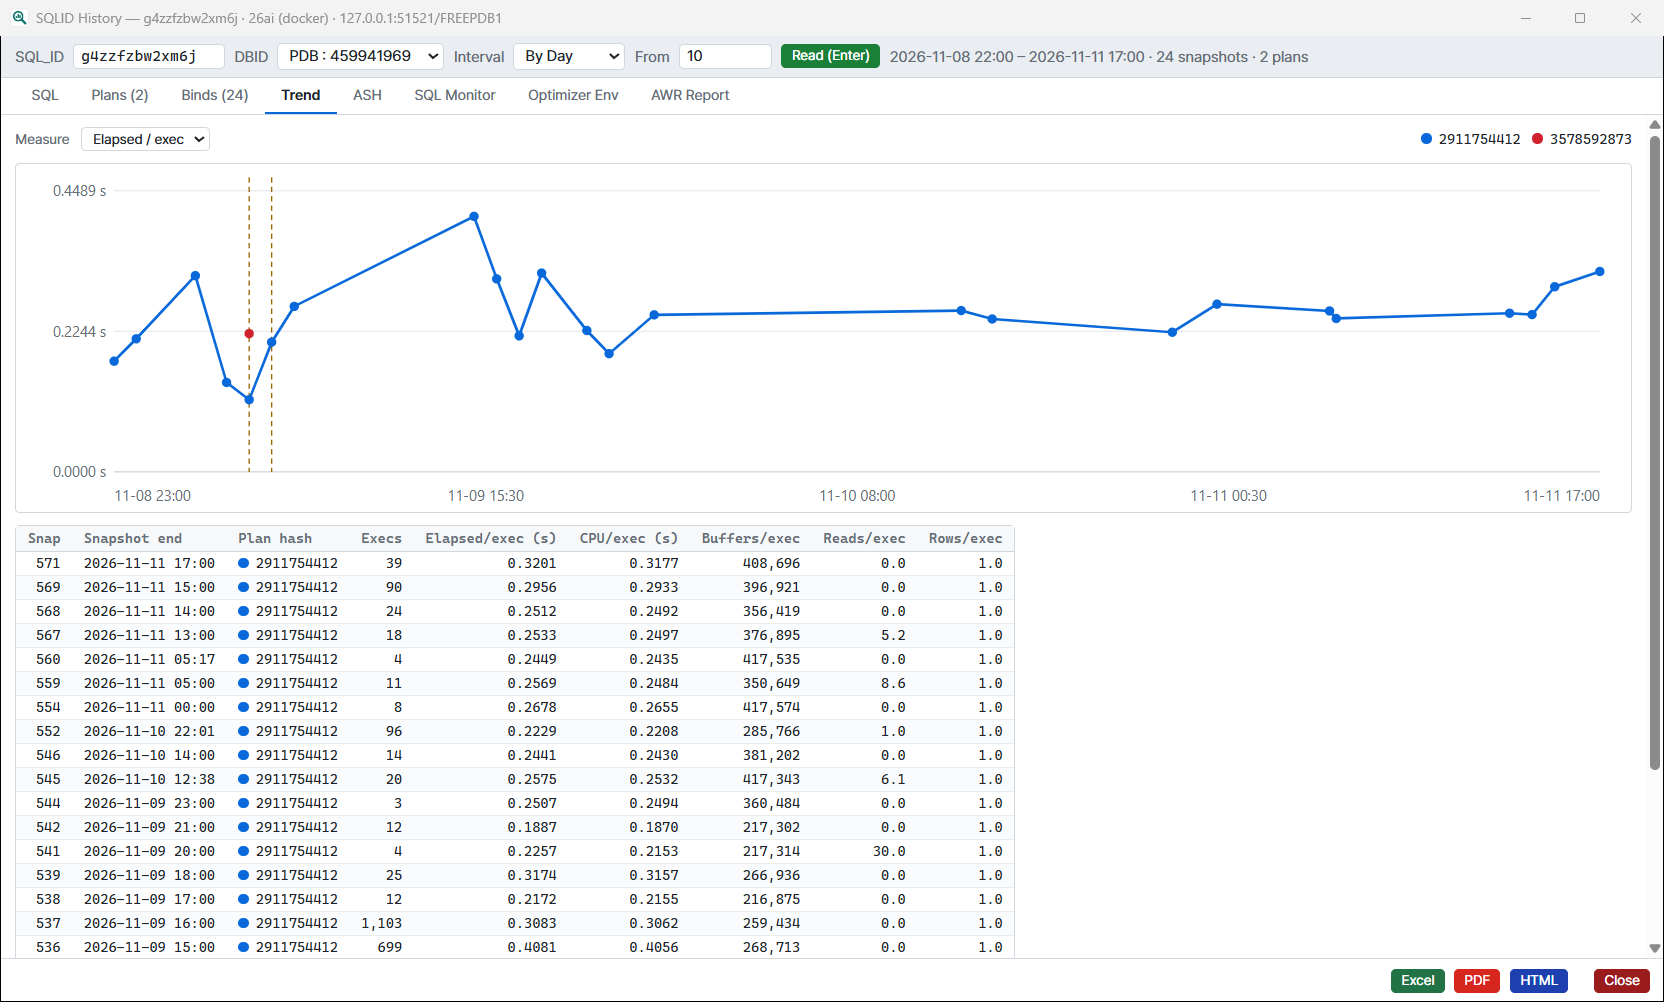 SQLID History — g4zzfzbw2xm6j · 26ai (docker) · 127.0.0.1:51521/FREEPDB1
SQL_ID g4zzfzbw2xm6j DBID PDB : 459941969 Interval By Day From 10 Read (Enter) 2026-11-08 22:00 – 2026-11-11 17:00 · 24 snapshots · 2 plans
SQL Plans (2) Binds (24) Trend ASH SQL Monitor Optimizer Env AWR Report
Measure Elapsed / exec 2911754412 3578592873
0.4489 s
0.2244 s
0.0000 s
11-08 23:00 11-09 15:30 11-10 08:00 11-11 00:30 11-11 17:00
Snap Snapshot end Plan hash Execs Elapsed/exec (s) CPU/exec (s) Buffers/exec Reads/exec Rows/exec
571 2026-11-11 17:00 2911754412 39 0.3201 0.3177 408,696 0.0 1.0
569 2026-11-11 15:00 2911754412 90 0.2956 0.2933 396,921 0.0 1.0
568 2026-11-11 14:00 2911754412 24 0.2512 0.2492 356,419 0.0 1.0
567 2026-11-11 13:00 2911754412 18 0.2533 0.2497 376,895 5.2 1.0
560 2026-11-11 05:17 2911754412 4 0.2449 0.2435 417,535 0.0 1.0
559 2026-11-11 05:00 2911754412 11 0.2569 0.2484 350,649 8.6 1.0
554 2026-11-11 00:00 2911754412 8 0.2678 0.2655 417,574 0.0 1.0
552 2026-11-10 22:01 2911754412 96 0.2229 0.2208 285,766 1.0 1.0
546 2026-11-10 14:00 2911754412 14 0.2441 0.2430 381,202 0.0 1.0
545 2026-11-10 12:38 2911754412 20 0.2575 0.2532 417,343 6.1 1.0
544 2026-11-09 23:00 2911754412 3 0.2507 0.2494 360,484 0.0 1.0
542 2026-11-09 21:00 2911754412 12 0.1887 0.1870 217,302 0.0 1.0
541 2026-11-09 20:00 2911754412 4 0.2257 0.2153 217,314 30.0 1.0
539 2026-11-09 18:00 2911754412 25 0.3174 0.3157 266,936 0.0 1.0
538 2026-11-09 17:00 2911754412 12 0.2172 0.2155 216,875 0.0 1.0
537 2026-11-09 16:00 2911754412 1,103 0.3083 0.3062 259,434 0.0 1.0
536 2026-11-09 15:00 2911754412 699 0.4081 0.4056 268,713 0.0 1.0
Excel PDF HTML Close